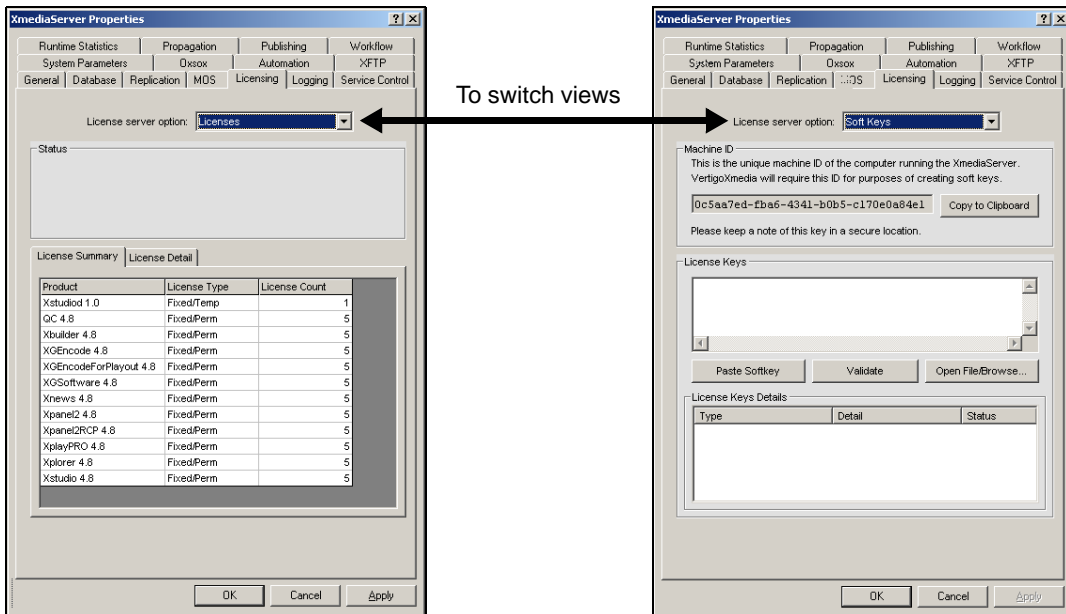 XmediaServer Properties
Runtime Statistics Propagation Publishing Workflow
System Parameters Oxsox Automation XFTP
General Database Replication MOS Licensing Logging Service Control
License server option: Licenses
Status
License Summary License Detail
Product License Type License Count
Xstudiod 1.0 Fixed/Temp 1
QC 4.8 Fixed/Perm 5
Xbuilder 4.8 Fixed/Perm 5
XGEncode 4.8 Fixed/Perm 5
XGEncodeForPlayout 4.8 Fixed/Perm 5
XGSoftware 4.8 Fixed/Perm 5
Xnews 4.8 Fixed/Perm 5
Xpanel2 4.8 Fixed/Perm 5
Xpanel2RCP 4.8 Fixed/Perm 5
XplayPRO 4.8 Fixed/Perm 5
Xplorer 4.8 Fixed/Perm 5
Xstudio 4.8 Fixed/Perm 5
OK Cancel Apply
To switch views
XmediaServer Properties
Runtime Statistics Propagation Publishing Workflow
System Parameters Oxsox Automation XFTP
General Database Replication MOS Licensing Logging Service Control
License server option: Soft Keys
Machine ID
This is the unique machine ID of the computer running the XmediaServer.
VertigoXmedia will require this ID for purposes of creating soft keys.
0c5aa7ed-fba6-4341-b0b5-c170e0a84e1 Copy to Clipboard
Please keep a note of this key in a secure location.
License Keys
Paste Softkey Validate Open File/Browse...
License Keys Details
Type Detail Status
OK Cancel Apply